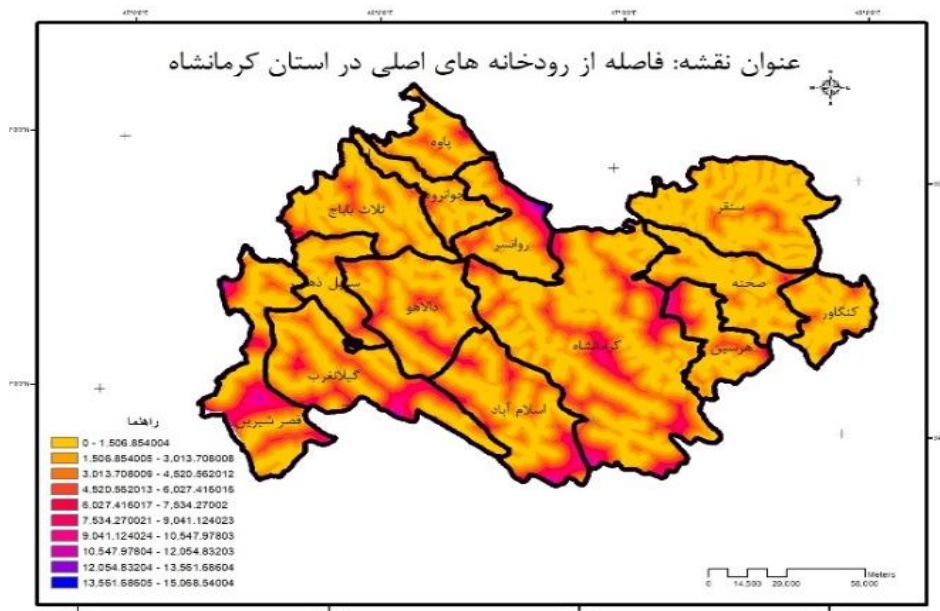 عنوان نقشه: فاصله از رودخانه های اصلی در استان کرمانشاه
پاوه
جوانرود
ثلاث باباج
روانسر
سنقر
صحنه
کنگاور
دالاهو
کرمانشاه
هرسین
گیلانغرب
اسلام آباد
قصر شیرین
راهنما
0 - 1,506.854004
1,506.854005 - 3,013.708008
3,013.708009 - 4,520.562012
4,520.562013 - 6,027.416016
6,027.416017 - 7,534.27002
7,534.270021 - 9,041.124023
9,041.124024 - 10,547.97803
10,547.97804 - 12,054.83203
12,054.83204 - 13,561.68604
13,561.68605 - 15,068.54004
Meters
0 14,500 29,000 58,000